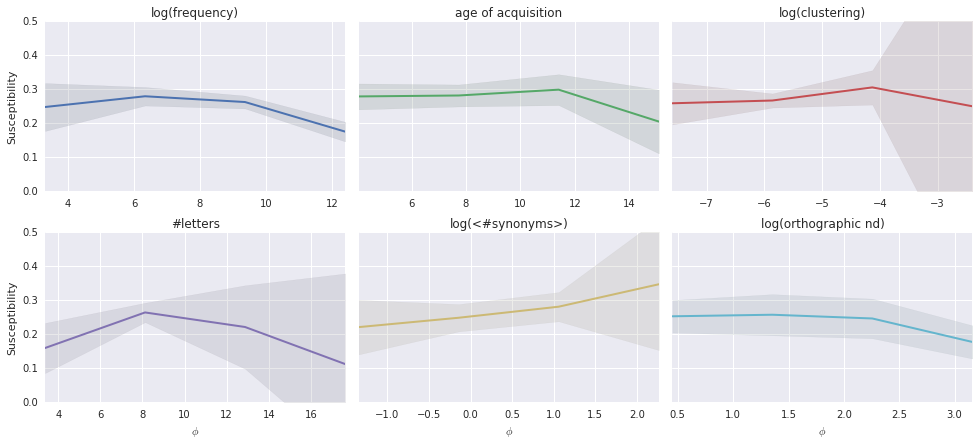 log(frequency)
age of acquisition
log(clustering)
Susceptibility
0.5
0.4
0.3
0.2
0.1
0.0
4 6 8 10 12
6 8 10 12 14
−7 −6 −5 −4 −3
#letters
log(<#synonyms>)
log(orthographic nd)
Susceptibility
0.5
0.4
0.3
0.2
0.1
0.0
4 6 8 10 12 14 16
−1.0 −0.5 0.0 0.5 1.0 1.5 2.0
0.5 1.0 1.5 2.0 2.5 3.0
ϕ
ϕ
ϕ